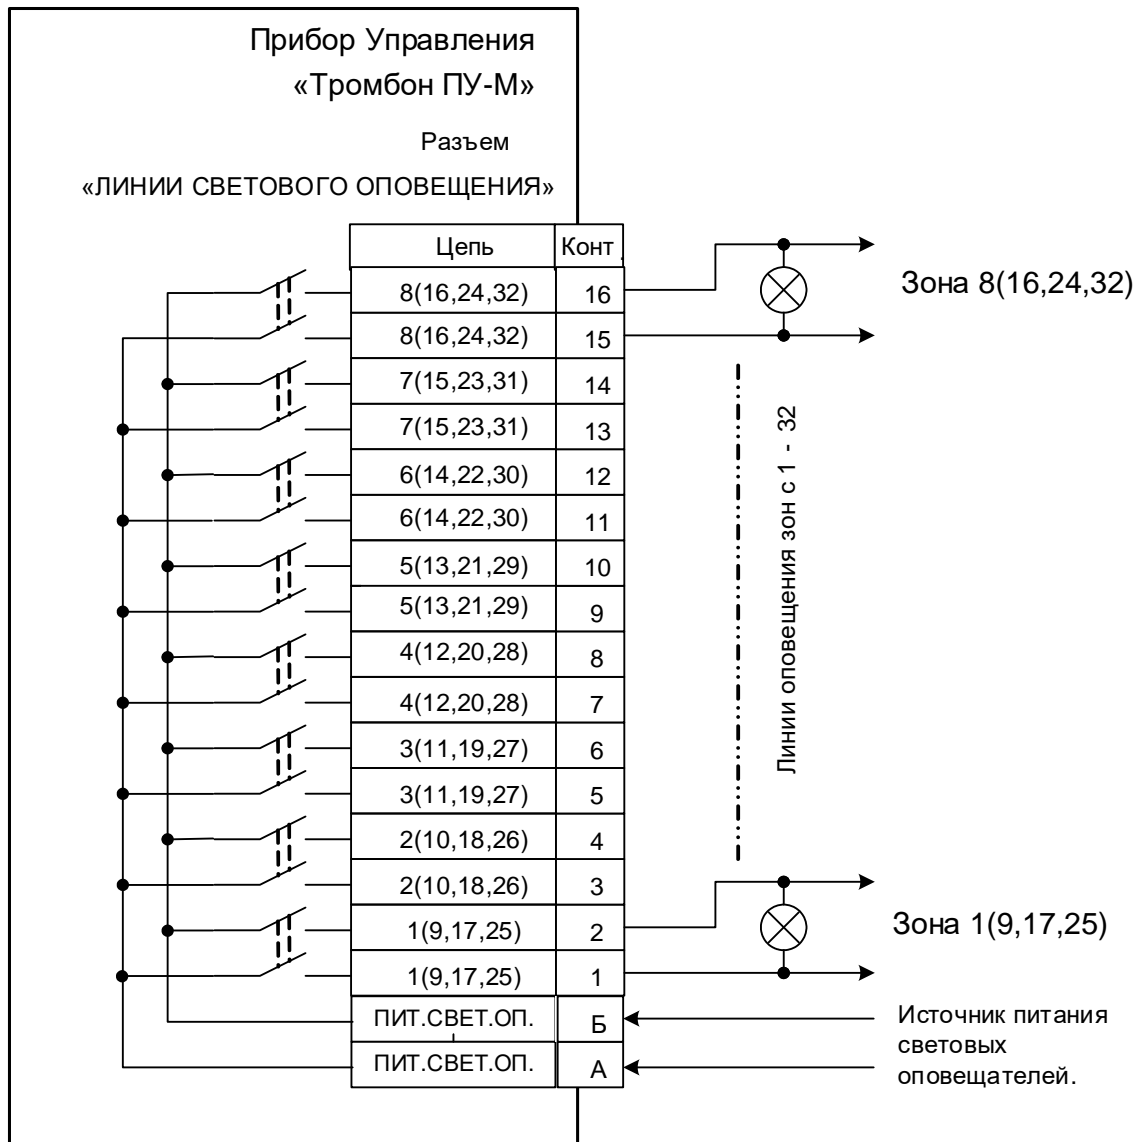 Прибор Управления
«Тромбон ПУ-М»
Разъем
«ЛИНИИ СВЕТОВОГО ОПОВЕЩЕНИЯ»
Цепь Конт
8(16,24,32) 16
8(16,24,32) 15
7(15,23,31) 14
7(15,23,31) 13
6(14,22,30) 12
6(14,22,30) 11
5(13,21,29) 10
5(13,21,29) 9
4(12,20,28) 8
4(12,20,28) 7
3(11,19,27) 6
3(11,19,27) 5
2(10,18,26) 4
2(10,18,26) 3
1(9,17,25) 2
1(9,17,25) 1
ПИТ.СВЕТ.ОП. Б
ПИТ.СВЕТ.ОП. А
Зона 8(16,24,32)
Линии оповещения зон с 1 - 32
Зона 1(9,17,25)
Источник питания
световых
оповещателей.